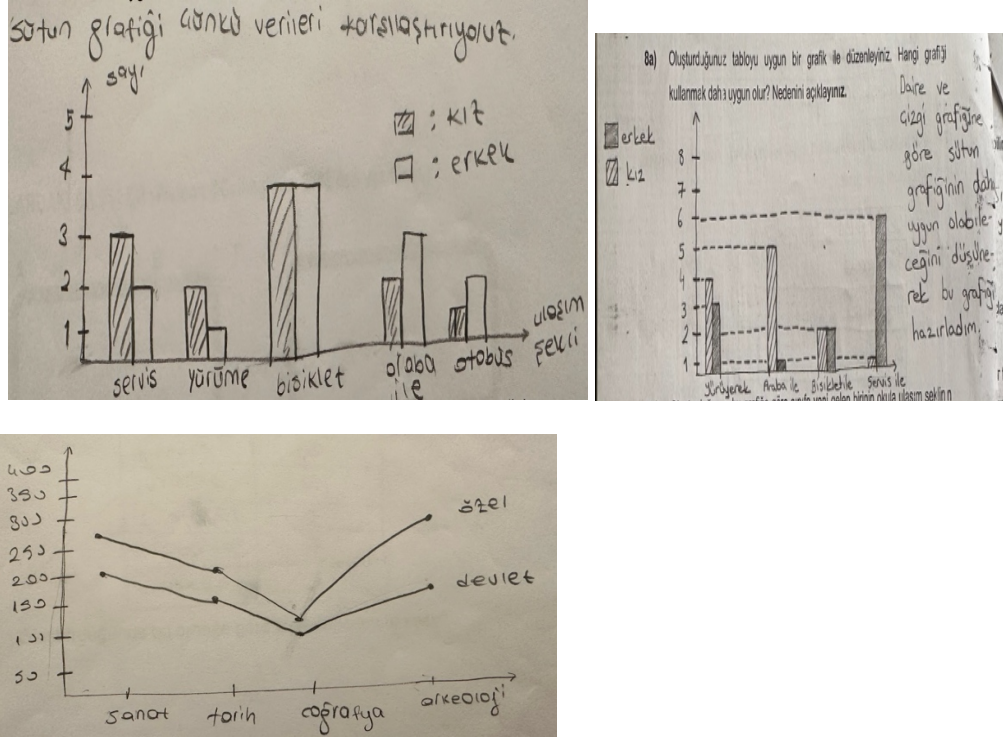 sütun grafiği çünkü verileri karşılaştırıyoruz.
sayı
5
4
3
2
1
: kız
: erkek
ulaşım
şekli
servis yürüme bisiklet araba otobüs
ile
8a) Oluşturduğunuz tabloyu uygun bir grafik ile düzenleyiniz. Hangi grafiği
kullanmak daha uygun olur? Nedenini açıklayınız.
erkek
kız
8
7
6
5
4
3
2
1
Yürüyerek Araba ile Bisiklet ile Servis ile
Daire ve
çizgi grafiğine
göre sütun
grafiğinin daha
uygun olabile-
ceğini düşüne-
rek bu grafiği
hazırladım.
400
350
300
250
200
150
100
50
özel
devlet
sanat tarih coğrafya arkeoloji